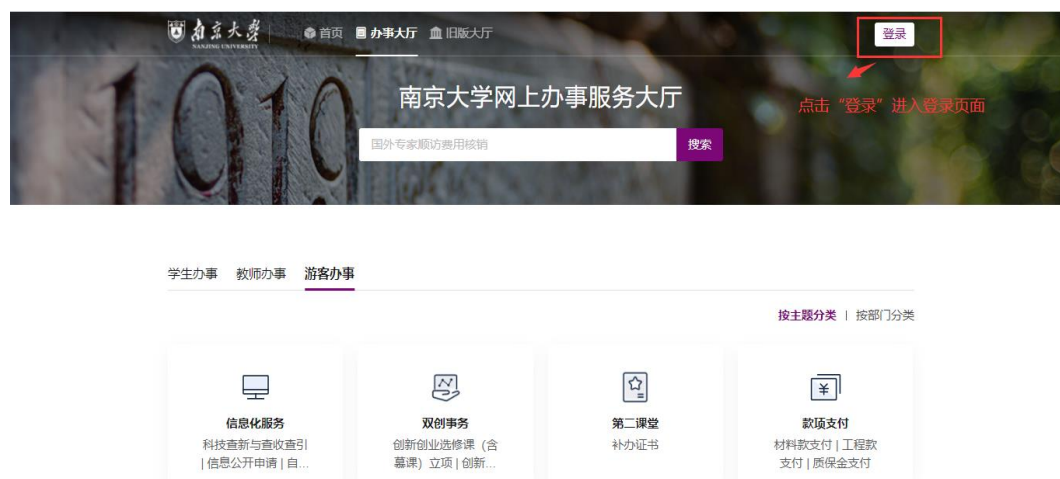 南京大学
NANJING UNIVERSITY
首页 办事大厅 旧版大厅
登录
南京大学网上办事服务大厅
点击“登录”进入登录页面
国外专家顺访费用核销 搜索
1919
学生办事 教师办事 游客办事
按主题分类 | 按部门分类
信息化服务
科技查新与查收查引
| 信息公开申请 | 自...
双创事务
创新创业选修课（含
慕课）立项 | 创新...
第二课堂
补办证书
款项支付
材料款支付 | 工程款
支付 | 质保金支付